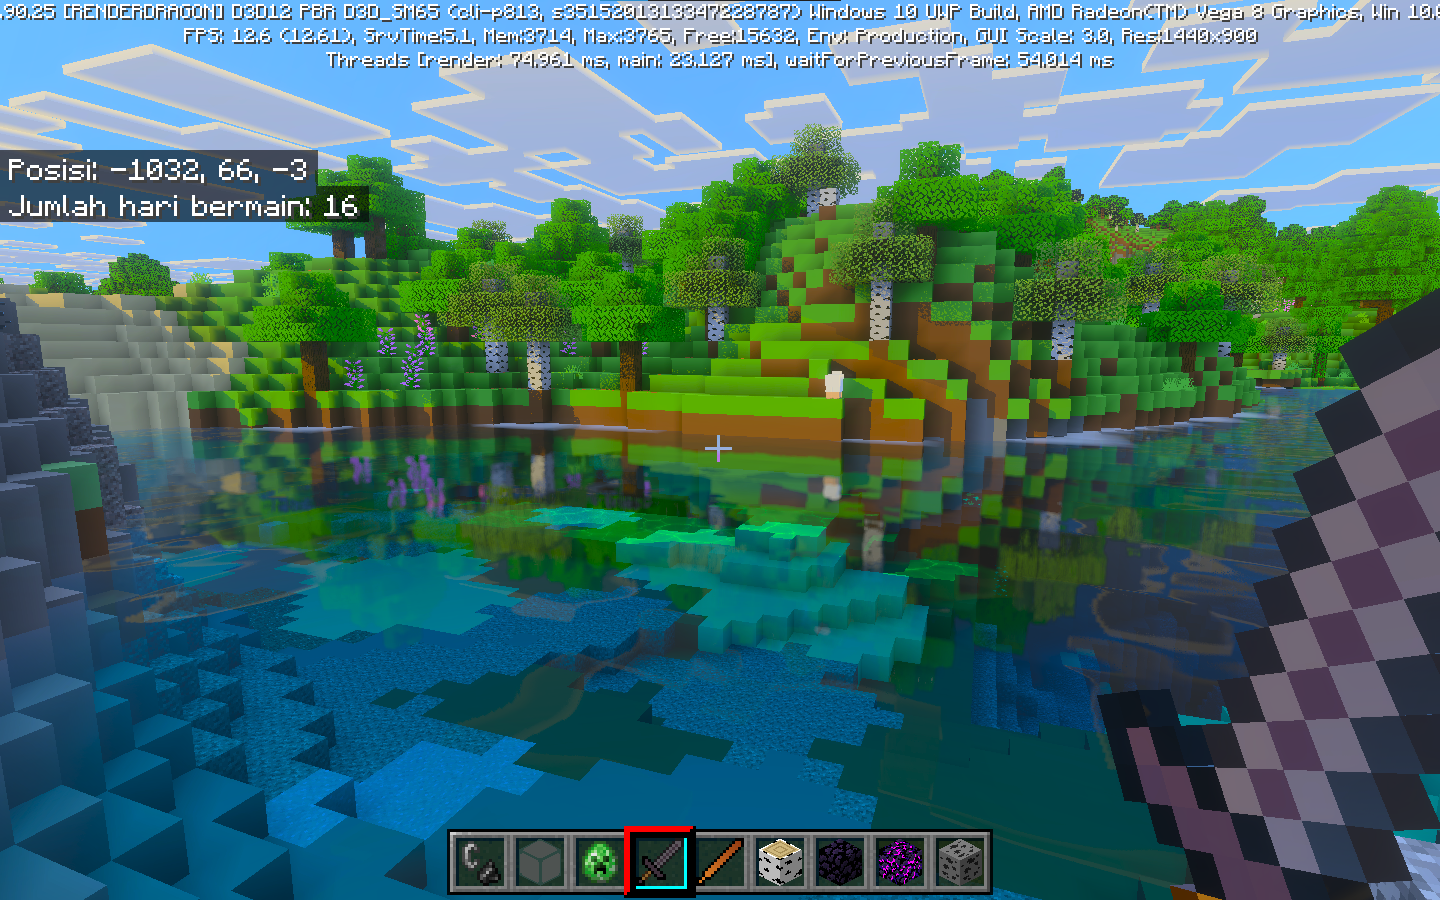 .90.25 [RENDERDRAGON] D3D12 PBR D3D_SM65 (cli-p813, s35152013133347228787) Windows 10 UWP Build, AMD Radeon(TM) Vega 8 Graphics, Win 10.0
FPS: 12.6 (12.61), SrvTime:5.1, Mem:3714, Max:3765, Free:15632, Env: Production, GUI Scale: 3.0, Res:1440x900
Threads [render: 74.961 ms, main: 23.127 ms], waitForPreviousFrame: 54.014 ms
Posisi: -1032, 66, -3
Jumlah hari bermain: 16